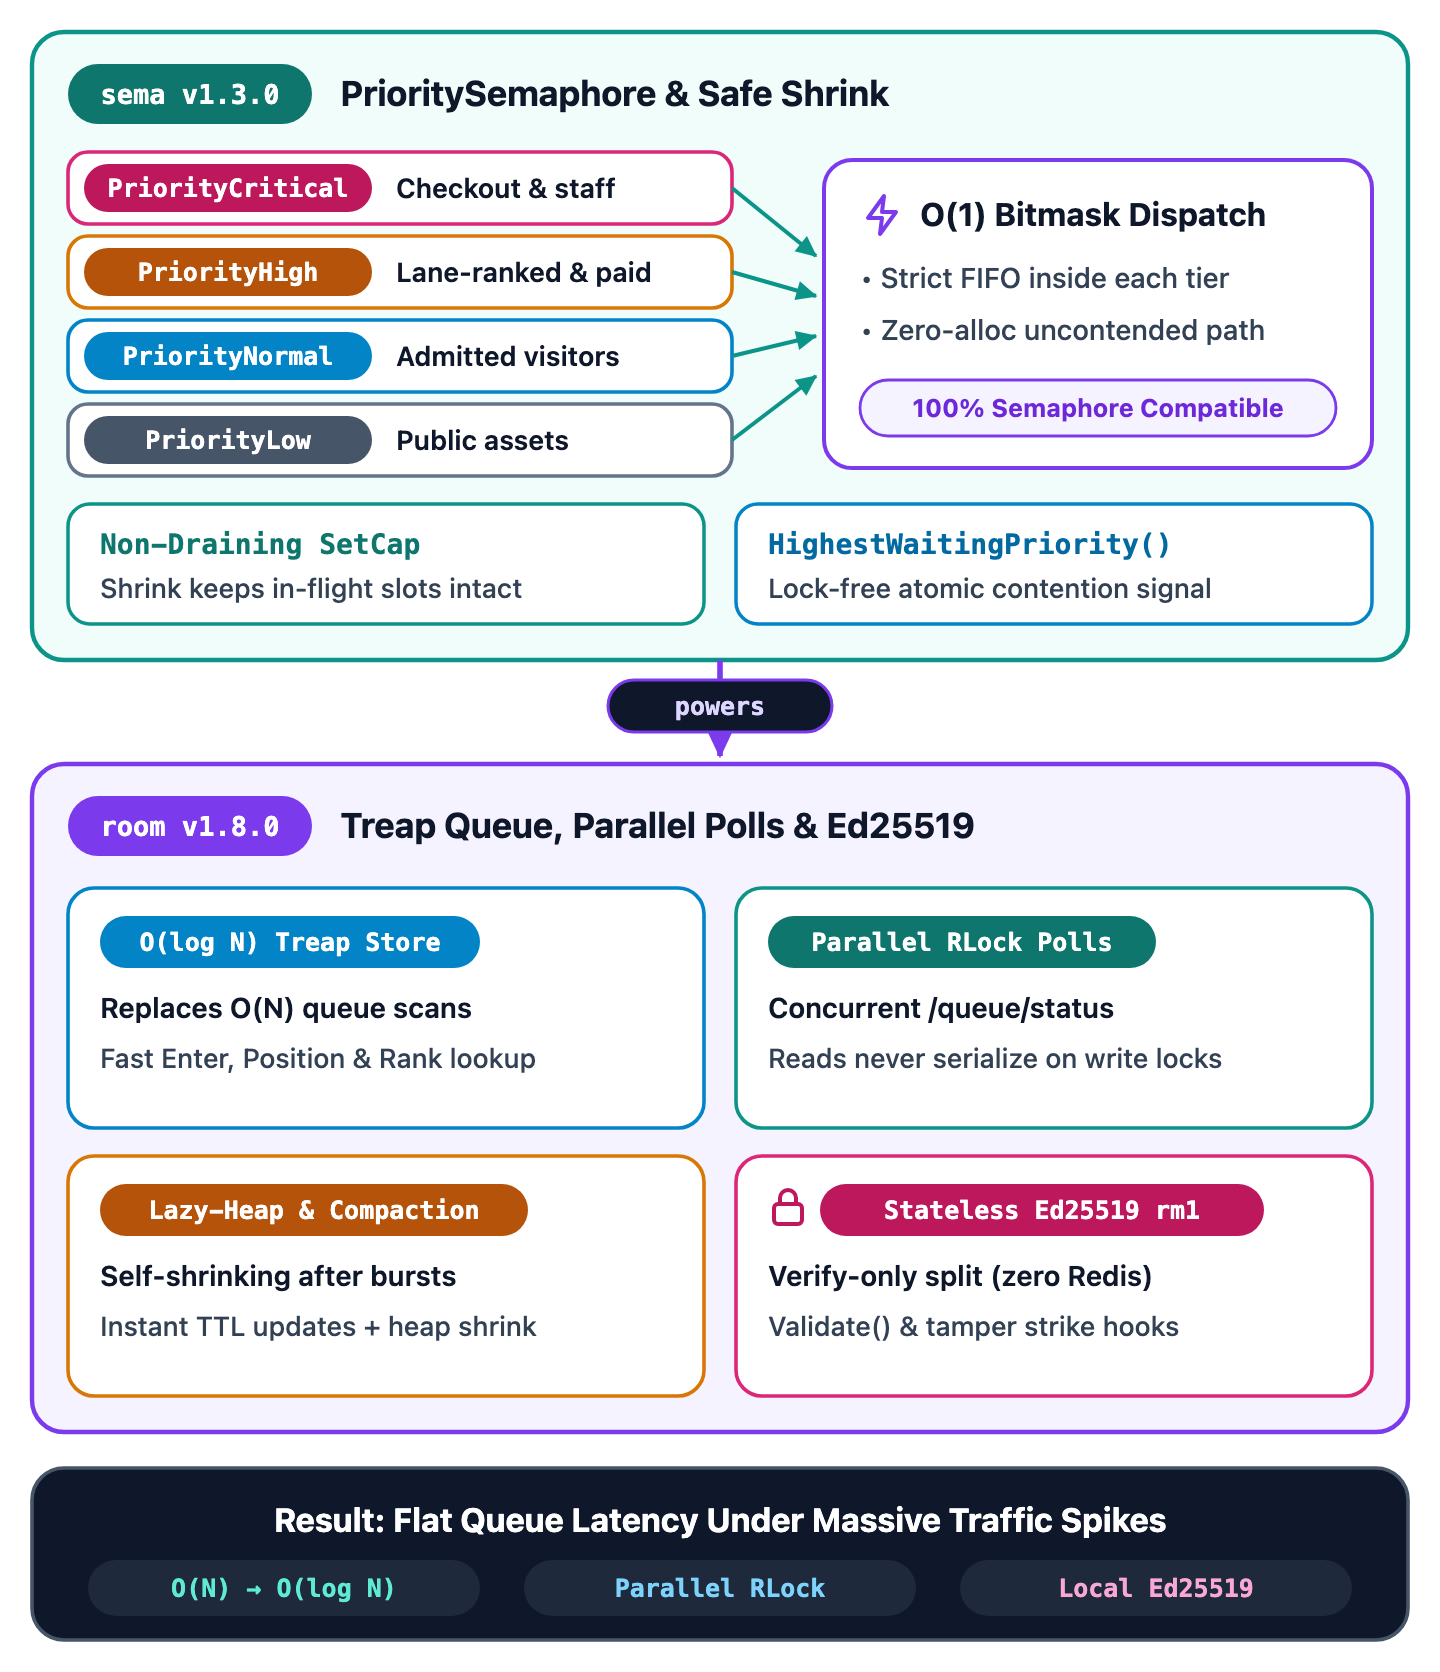 sema v1.3.0
PrioritySemaphore & Safe Shrink
PriorityCritical
Checkout & staff
PriorityHigh
Lane-ranked & paid
PriorityNormal
Admitted visitors
PriorityLow
Public assets
O(1) Bitmask Dispatch
• Strict FIFO inside each tier
• Zero-alloc uncontended path
100% Semaphore Compatible
Non-Draining SetCap
Shrink keeps in-flight slots intact
HighestWaitingPriority()
Lock-free atomic contention signal
powers
room v1.8.0
Treap Queue, Parallel Polls & Ed25519
O(log N) Treap Store
Replaces O(N) queue scans
Fast Enter, Position & Rank lookup
Parallel RLock Polls
Concurrent /queue/status
Reads never serialize on write locks
Lazy-Heap & Compaction
Self-shrinking after bursts
Instant TTL updates + heap shrink
Stateless Ed25519 rm1
Verify-only split (zero Redis)
Validate() & tamper strike hooks
Result: Flat Queue Latency Under Massive Traffic Spikes
O(N) → O(log N)
Parallel RLock
Local Ed25519